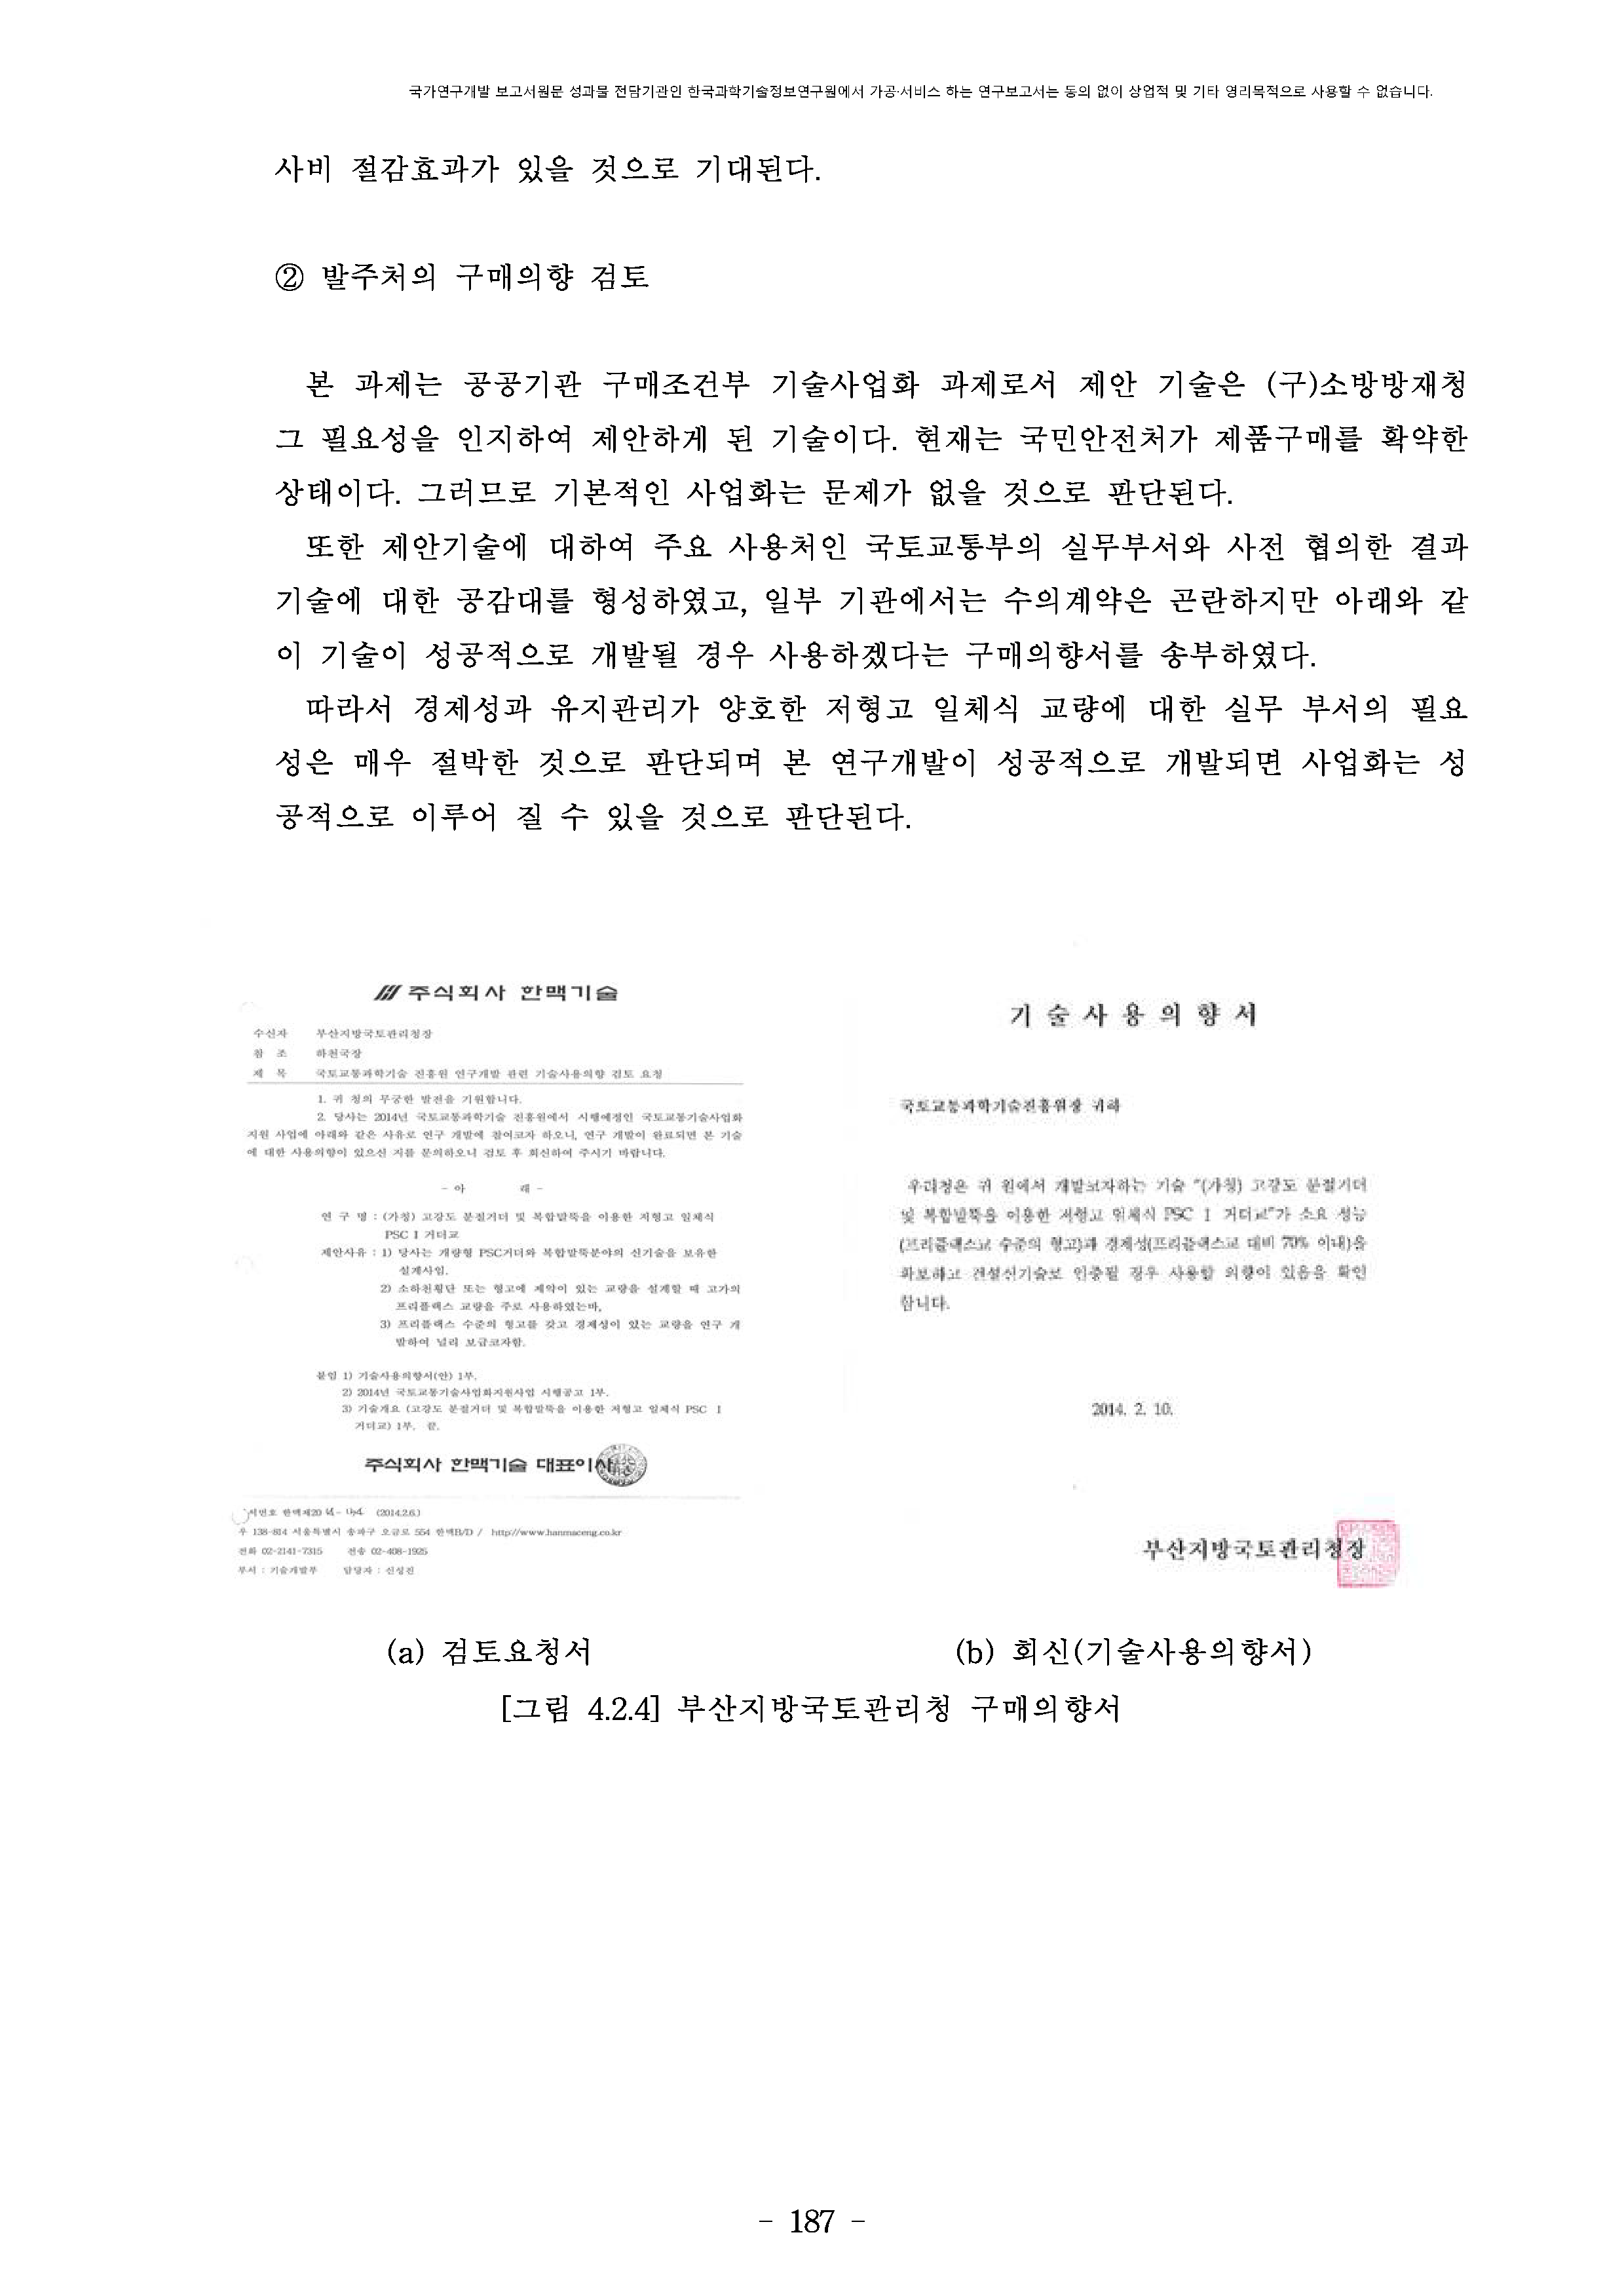 국가연구개발 보고서원문 성과물 전담기관인 한국과학기술정보연구원에서 가공·서비스 하는 연구보고서는 동의 없이 상업적 및 기타 영리목적으로 사용할 수 없습니다.
사비 절감효과가 있을 것으로 기대된다.
② 발주처의 구매의향 검토
본 과제는 공공기관 구매조건부 기술사업화 과제로서 제안 기술은 (구)소방방재청
그 필요성을 인지하여 제안하게 된 기술이다. 현재는 국민안전처가 제품구매를 확약한
상태이다. 그러므로 기본적인 사업화는 문제가 없을 것으로 판단된다.
또한 제안기술에 대하여 주요 사용처인 국토교통부의 실무부서와 사전 협의한 결과
기술에 대한 공감대를 형성하였고, 일부 기관에서는 수의계약은 곤란하지만 아래와 같
이 기술이 성공적으로 개발될 경우 사용하겠다는 구매의향서를 송부하였다.
따라서 경제성과 유지관리가 양호한 저형고 일체식 교량에 대한 실무 부서의 필요
성은 매우 절박한 것으로 판단되며 본 연구개발이 성공적으로 개발되면 사업화는 성
공적으로 이루어 질 수 있을 것으로 판단된다.
주식회사 한맥기술
수신자 부산지방국토관리청장
참 조 하천국장
제 목 국토교통과학기술 진흥원 연구개발 관련 기술사용의향 검토 요청
1. 귀 청의 무궁한 발전을 기원합니다.
2. 당사는 2014년 국토교통과학기술 진흥원에서 시행예정인 국토교통기술사업화
지원 사업에 아래와 같은 사유로 연구 개발에 참여코자 하오니, 연구 개발이 완료되면 본 기술
에 대한 사용의향이 있으신 지를 문의하오니 검토 후 회신하여 주시기 바랍니다.
- 아 래 -
연 구 명 : (가칭) 고강도 분절거더 및 복합말뚝을 이용한 저형고 일체식
PSC I 거더교
제안사유 : 1) 당사는 개량형 PSC거더와 복합말뚝분야의 신기술을 보유한
설계사임.
2) 소하천횡단 또는 형고에 제약이 있는 교량을 설계할 때 고가의
프리플렉스 교량을 주로 사용하였는바,
3) 프리플렉스 수준의 형고를 갖고 경제성이 있는 교량을 연구 개
발하여 널리 보급코자함.
붙임 1) 기술사용의향서(안) 1부.
2) 2014년 국토교통기술사업화지원사업 시행공고 1부.
3) 기술개요 (고강도 분절거더 및 복합말뚝을 이용한 저형고 일체식 PSC I
거더교) 1부. 끝.
주식회사 한맥기술 대표이사
(2014.2.6.)
우 138-814 서울특별시 송파구 오금로 554 한맥B/D / http://www.hanmaceng.co.kr
전화 02-2141-7315 전송 02-408-1925
부서 : 기술개발부 담당자 : 신성진
기 술 사 용 의 향 서
국토교통과학기술진흥원장 귀하
우리청은 귀 원에서 개발코자하는 기술 "(가칭) 고강도 분절거더
및 복합말뚝을 이용한 저형고 일체식 PSC I 거더교"가 소요 성능
(프리플랙스교 수준의 형고)과 경제성(프리플랙스교 대비 70% 이내)을
확보하고 건설신기술로 인증될 경우 사용할 의향이 있음을 확인
합니다.
2014. 2. 10.
부산지방국토관리청장
(a) 검토요청서
(b) 회신(기술사용의향서)
[그림 4.2.4] 부산지방국토관리청 구매의향서
- 187 -